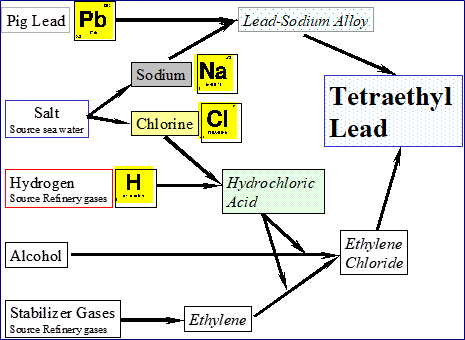 Pig Lead
Pb
Lead-Sodium Alloy
Sodium
Na
Tetraethyl
Lead
Salt
Source sea water
Chlorine
Cl
Hydrogen
Source Refinery gases
H
Hydrochloric
Acid
Alcohol
Ethylene
Chloride
Stabilizer Gases
Source Refinery gases
Ethylene